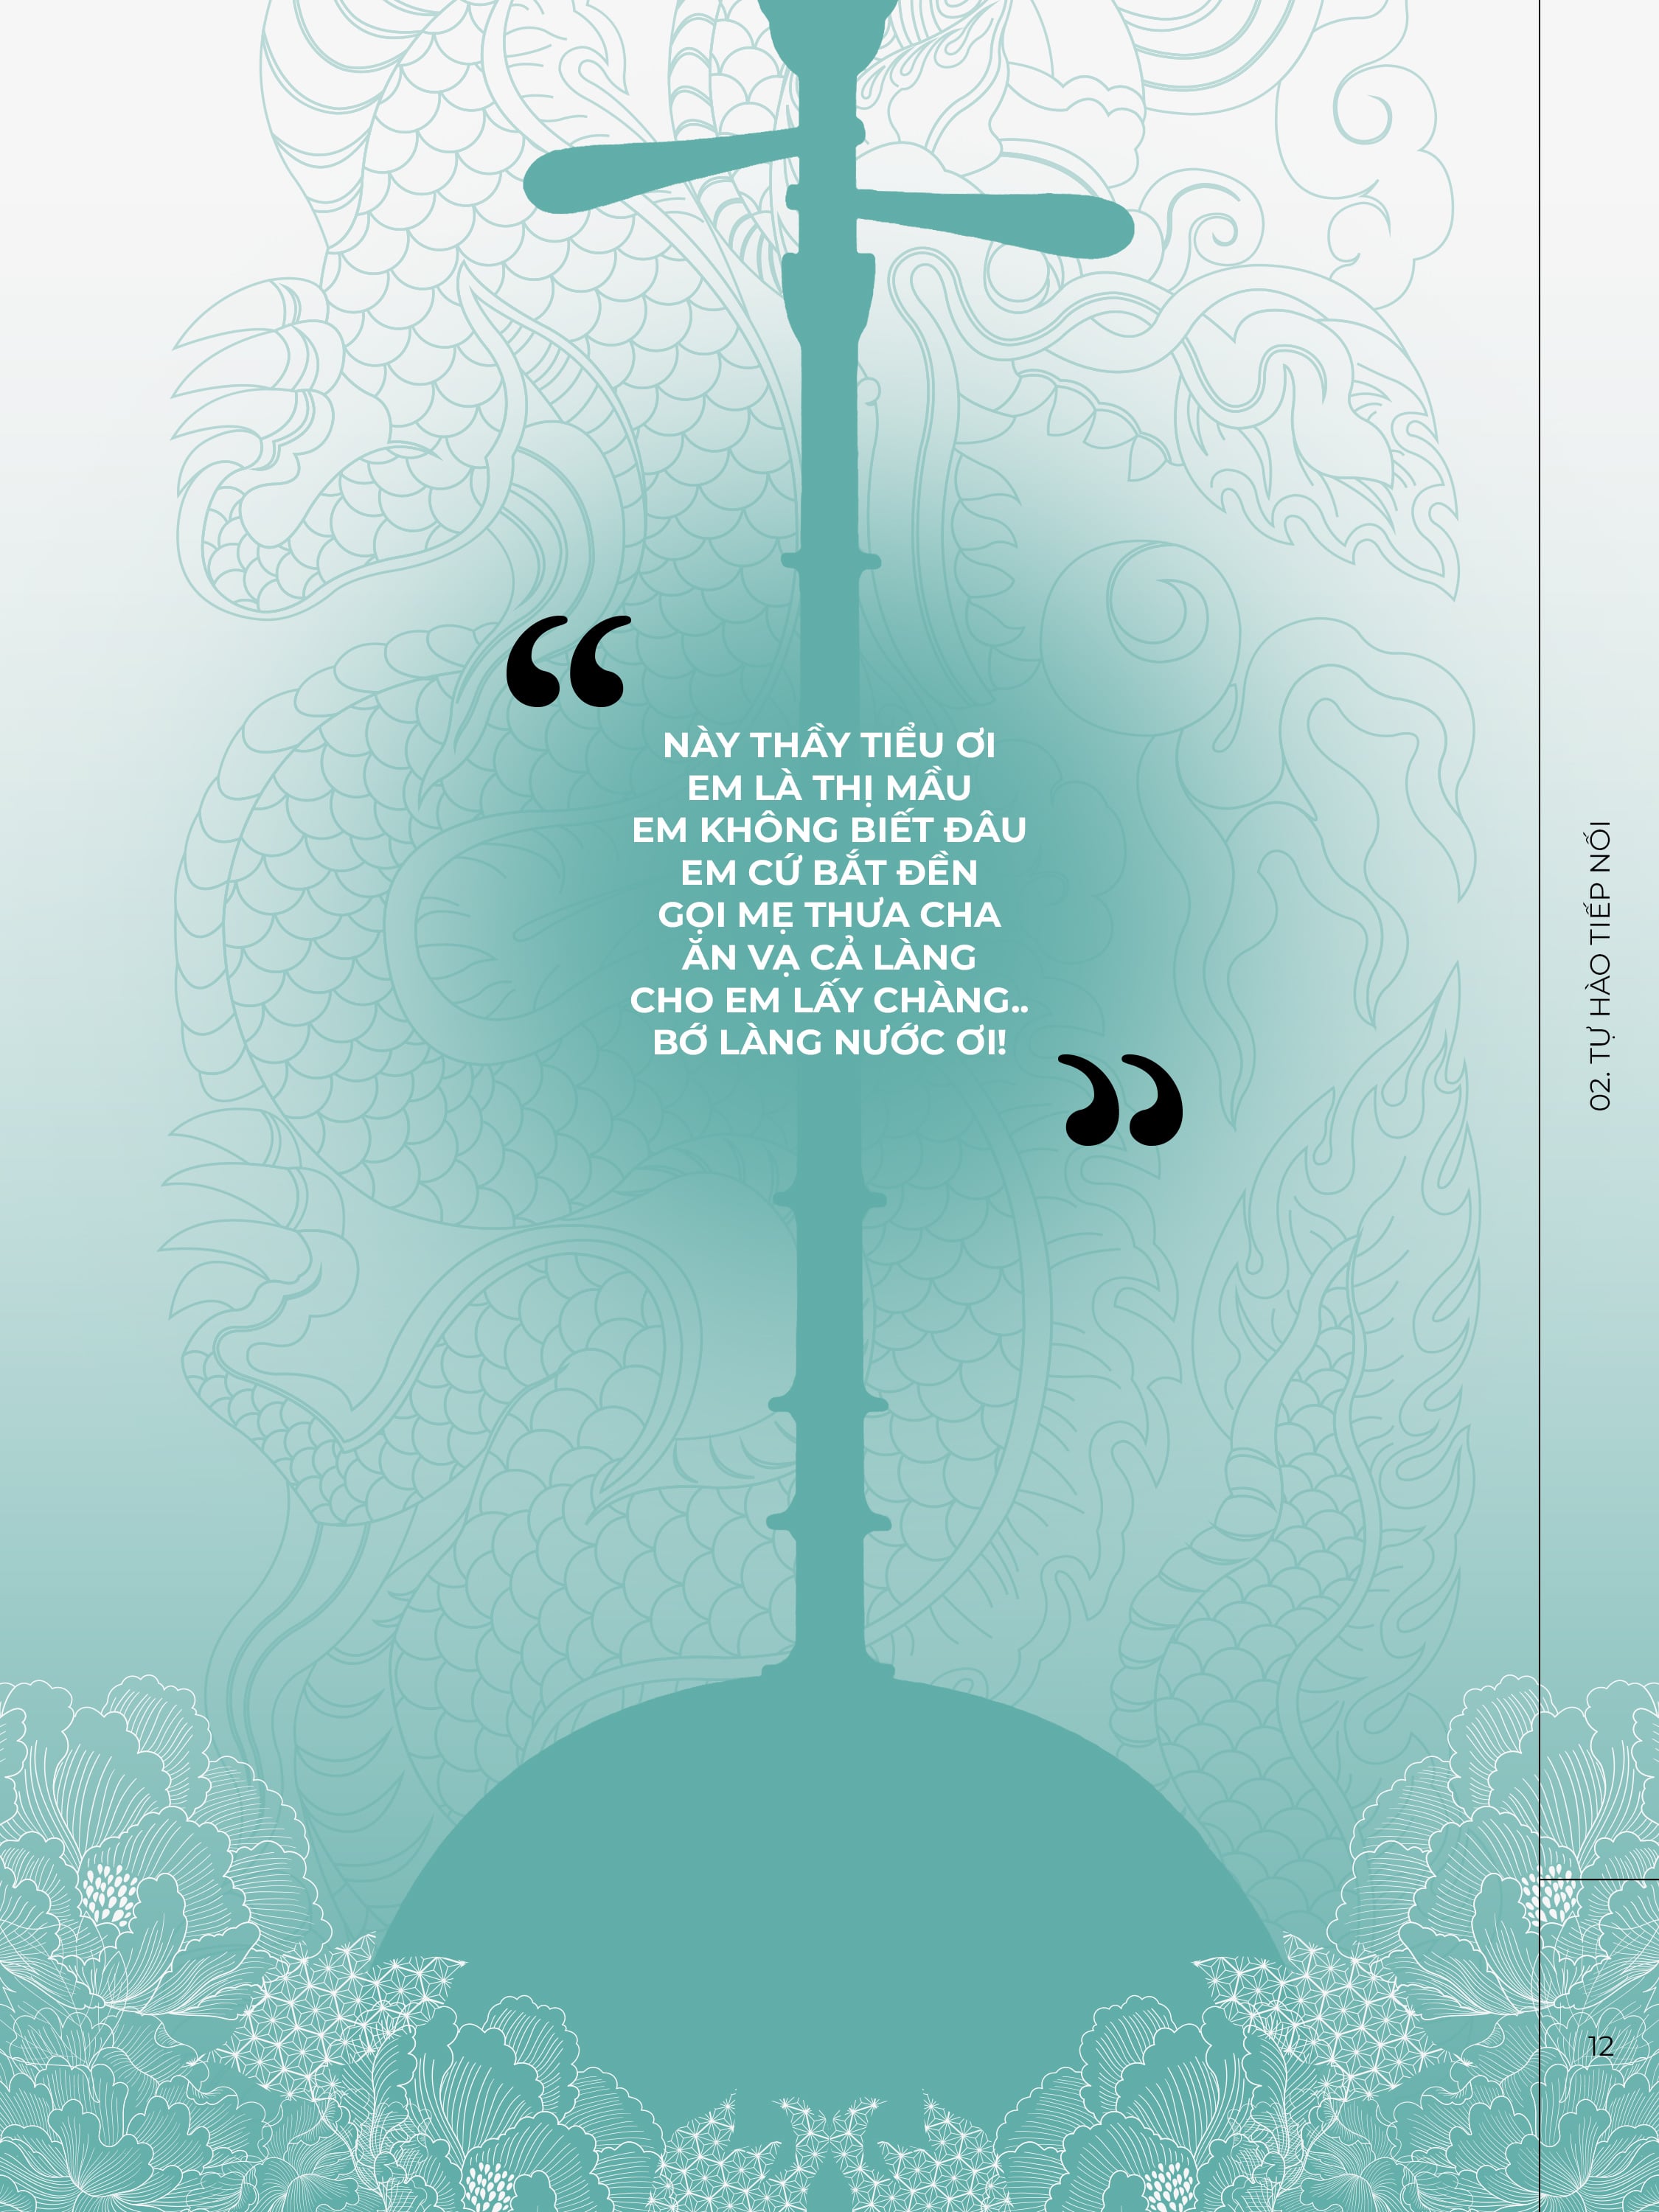 “
NÀY THẦY TIỂU ƠI
EM LÀ THỊ MẦU
EM KHÔNG BIẾT ĐÂU
EM CỨ BẮT ĐỀN
GỌI MẸ THƯA CHA
ĂN VẠ CẢ LÀNG
CHO EM LẤY CHÀNG..
BỚ LÀNG NƯỚC ƠI!
”
02. TỰ HÀO TIẾP NỐI
12